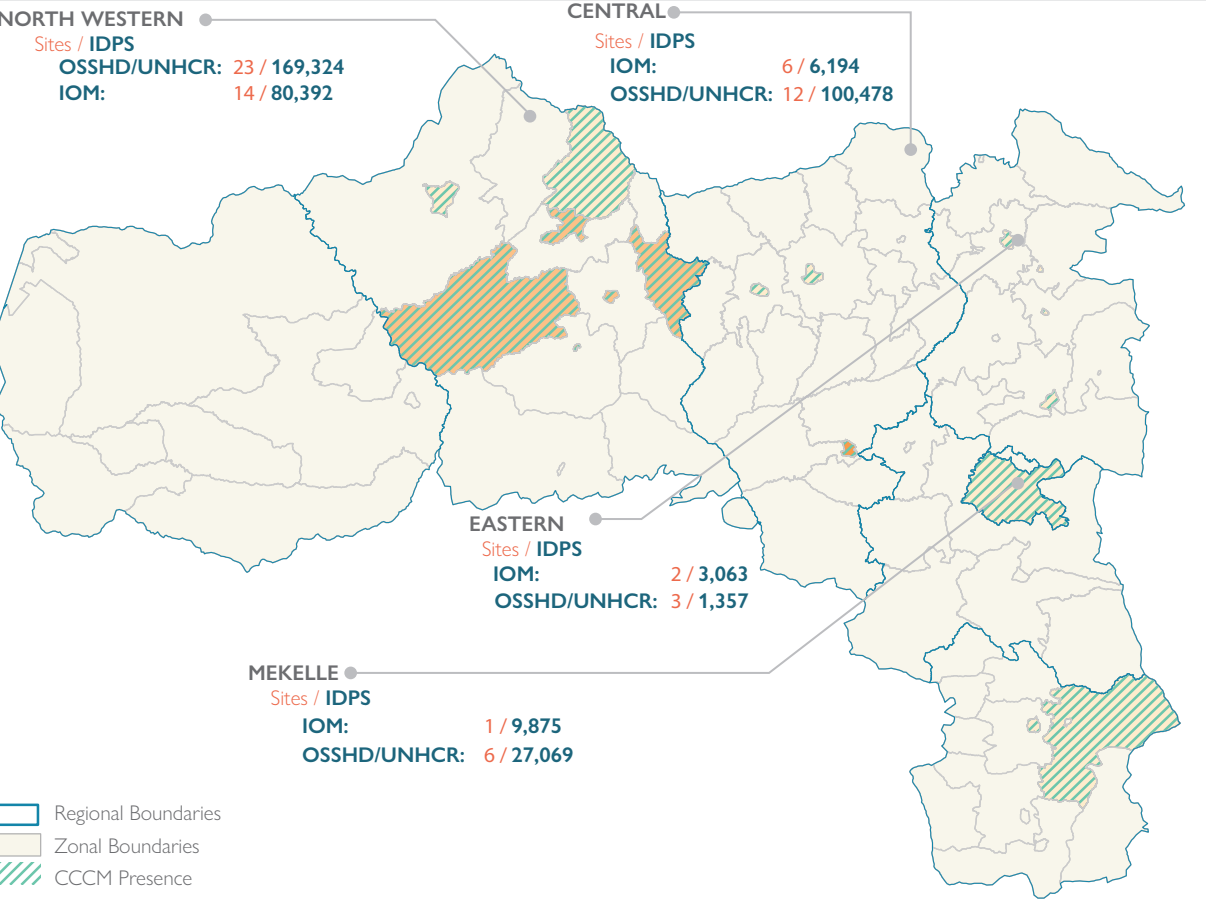 NORTH WESTERN
Sites / IDPS
OSSHD/UNHCR: 23 / 169,324
IOM: 14 / 80,392
CENTRAL
Sites / IDPS
IOM: 6 / 6,194
OSSHD/UNHCR: 12 / 100,478
EASTERN
Sites / IDPS
IOM: 2 / 3,063
OSSHD/UNHCR: 3 / 1,357
MEKELLE
Sites / IDPS
IOM: 1 / 9,875
OSSHD/UNHCR: 6 / 27,069
Regional Boundaries
Zonal Boundaries
CCCM Presence